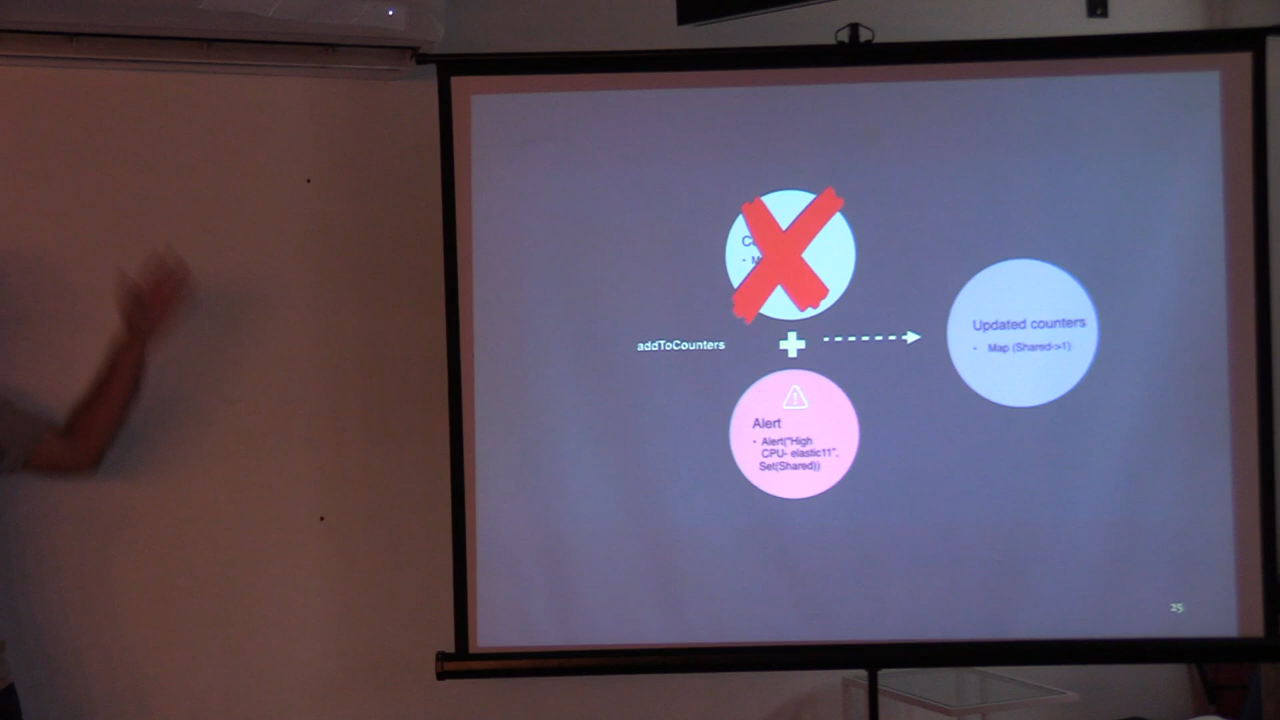 addToCounters
Alert
• Alert("High
CPU- elastic11",
Set(Shared))
Updated counters
• Map (Shared->1)
25